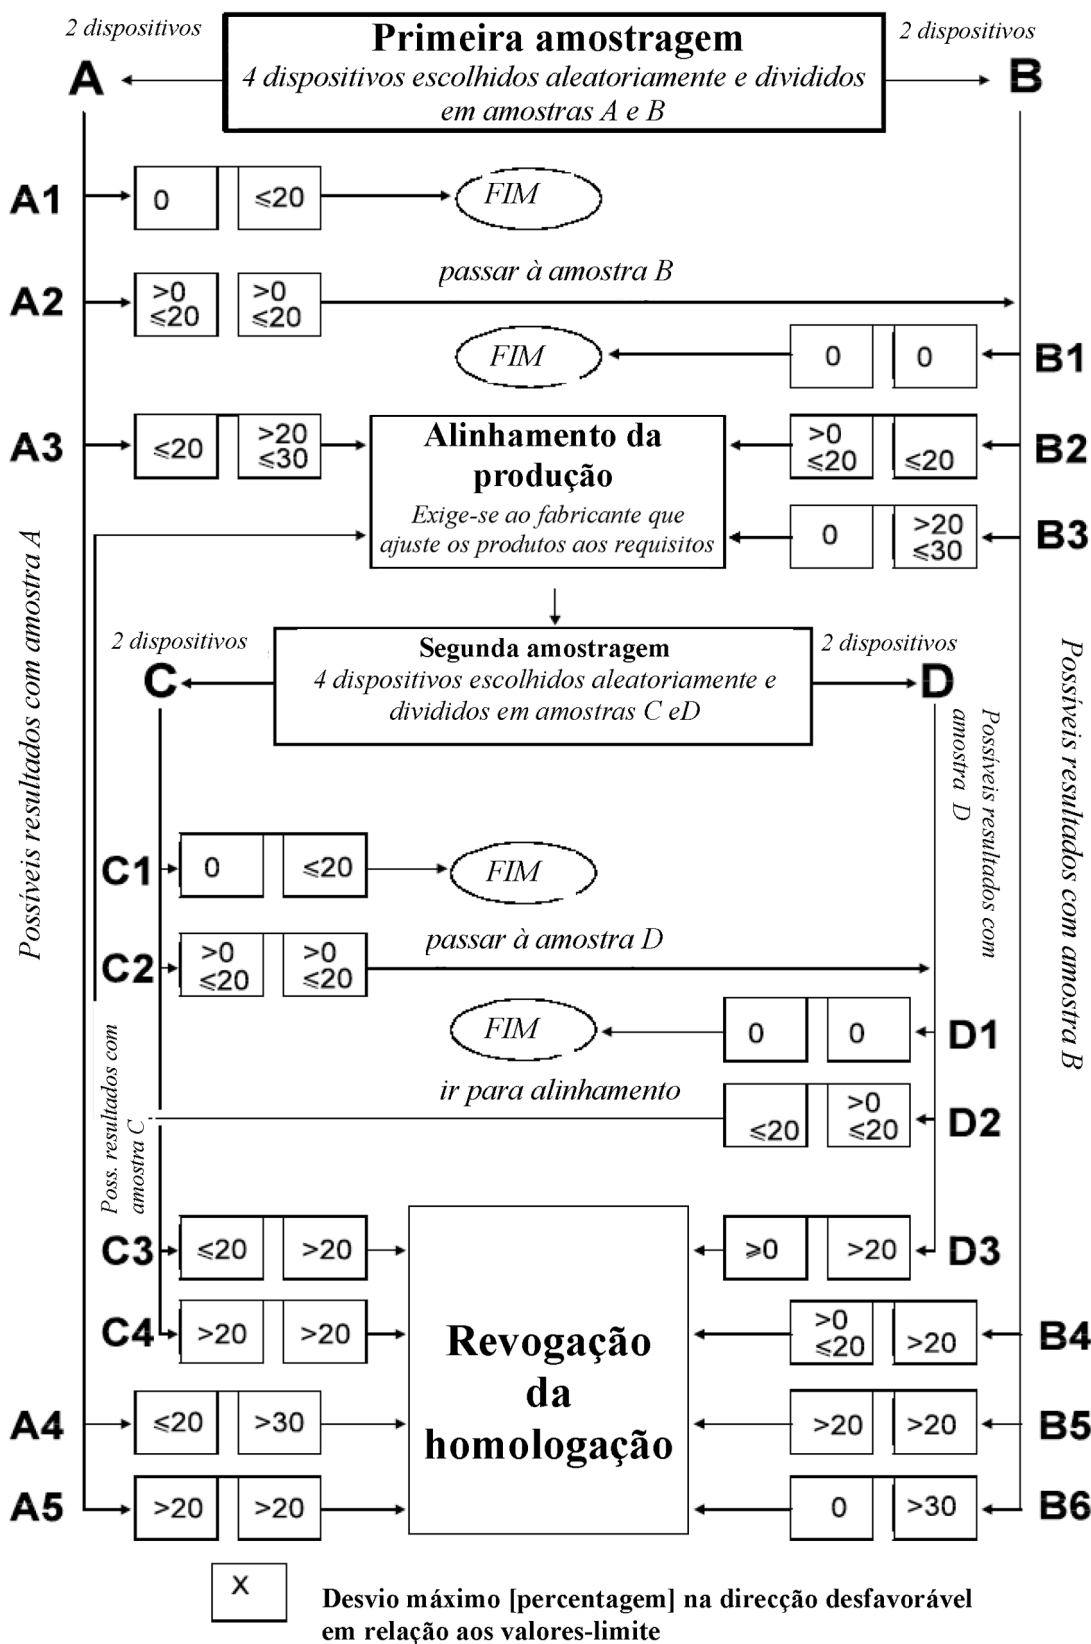 2 dispositivos
Primeira amostragem
2 dispositivos
A
4 dispositivos escolhidos aleatoriamente e divididos
em amostras A e B
B
A1
0
≤20
FIM
A2
>0
≤20
>0
≤20
passar à amostra B
FIM
0
0
B1
A3
≤20
>20
≤30
Alinhamento da
produção
Exige-se ao fabricante que
ajuste os produtos aos requisitos
>0
≤20
≤20
B2
0
>20
≤30
B3
Possíveis resultados com amostra A
2 dispositivos
Segunda amostragem
4 dispositivos escolhidos aleatoriamente e
divididos em amostras C eD
2 dispositivos
C
D
Possíveis resultados com
amostra D
Possíveis resultados com amostra B
C1
0
≤20
FIM
C2
>0
≤20
>0
≤20
passar à amostra D
FIM
0
0
D1
Poss. resultados com
amostra C
ir para alinhamento
≤20
>0
≤20
D2
C3
≤20
>20
Revogação
da
homologação
≥0
>20
D3
C4
>20
>20
>0
≤20
>20
B4
A4
≤20
>30
>20
>20
B5
A5
>20
>20
0
>30
B6
X
Desvio máximo [percentagem] na direcção desfavorável
em relação aos valores-limite